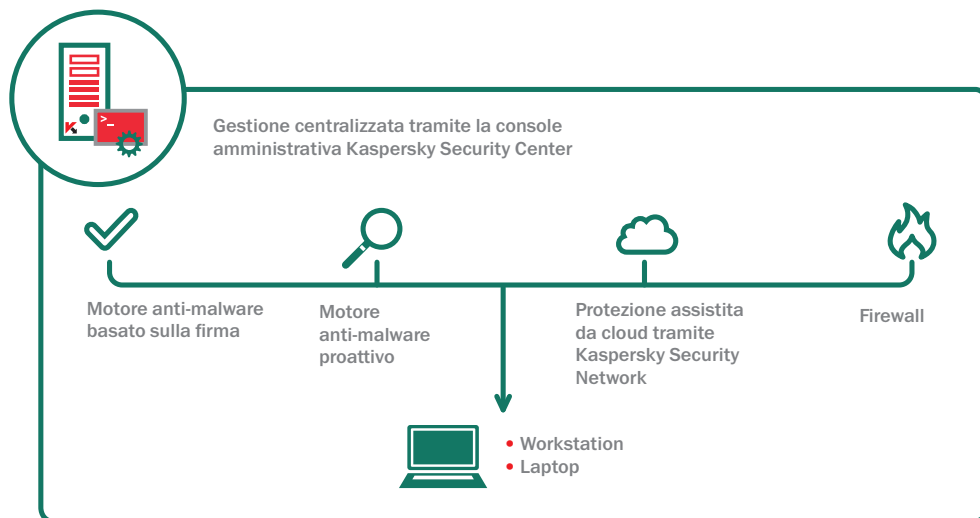 >_
Gestione centralizzata tramite la console
amministrativa Kaspersky Security Center
Motore anti-malware
basato sulla firma
Motore
anti-malware
proattivo
Protezione assistita
da cloud tramite
Kaspersky Security
Network
Firewall
• Workstation
• Laptop